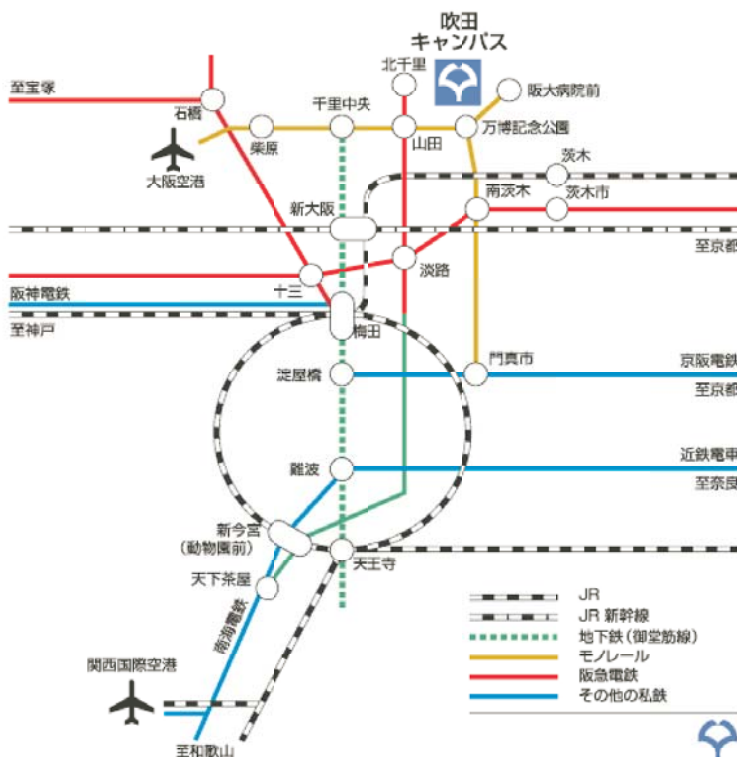 吹田
キャンパス
北千里
阪大病院前
至宝塚
石橋
千里中央
柴原
山田
万博記念公園
大阪空港
茨木
新大阪
南茨木
茨木市
至京都
淡路
十三
阪神電鉄
至神戸
梅田
淀屋橋
門真市
京阪電鉄
至京都
難波
近鉄電車
至奈良
新今宮
(動物園前)
天王寺
天下茶屋
南海電鉄
関西国際空港
至和歌山
JR
JR 新幹線
地下鉄(御堂筋線)
モノレール
阪急電鉄
その他の私鉄